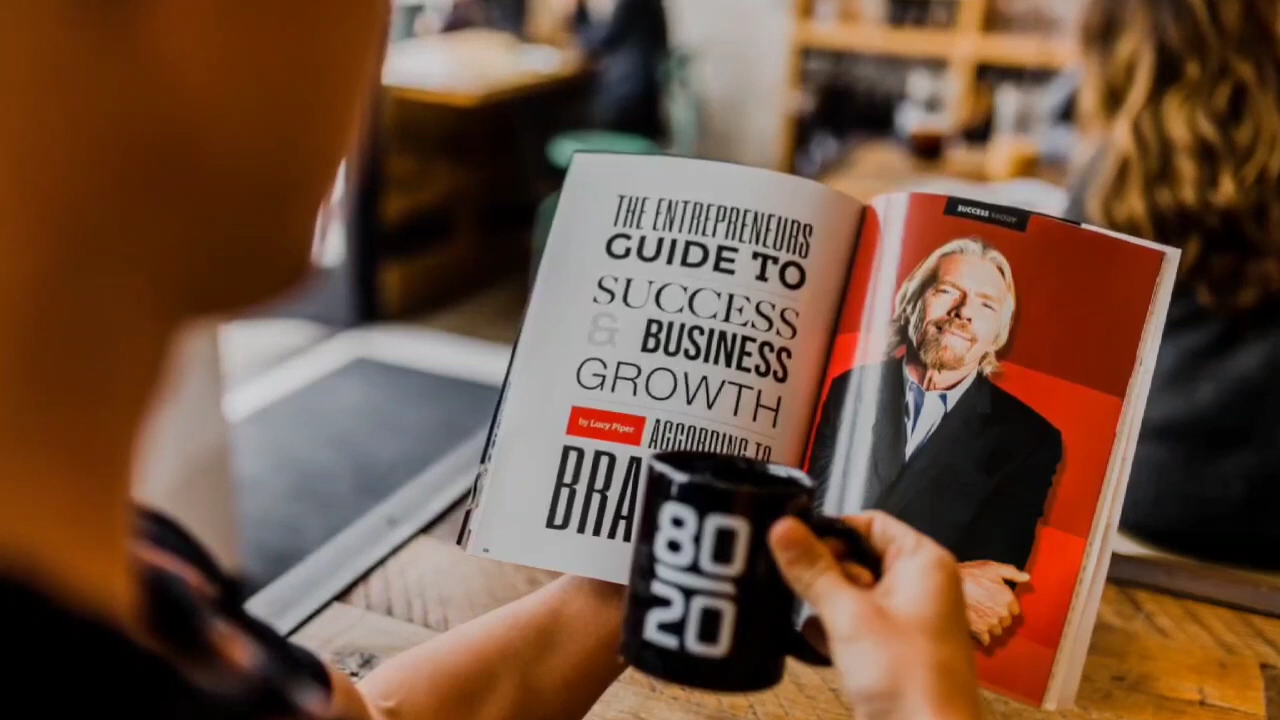 THE ENTREPRENEURS
GUIDE TO
SUCCESS
& BUSINESS
GROWTH
by Lucy Piper
ACCORDING TO
BRA
SUCCESS
80
20